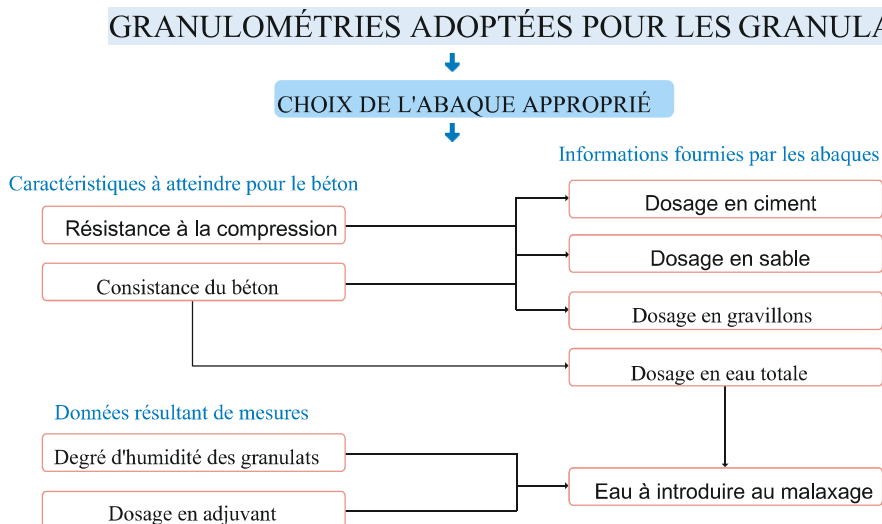 GRANULOMÉTRIES ADOPTÉES POUR LES GRANULA
CHOIX DE L'ABAQUE APPROPRIÉ
Informations fournies par les abaques
Caractéristiques à atteindre pour le béton
Dosage en ciment
Résistance à la compression
Dosage en sable
Consistance du béton
Dosage en gravillons
Dosage en eau totale
Données résultant de mesures
Degré d'humidité des granulats
Eau à introduire au malaxage
Dosage en adjuvant